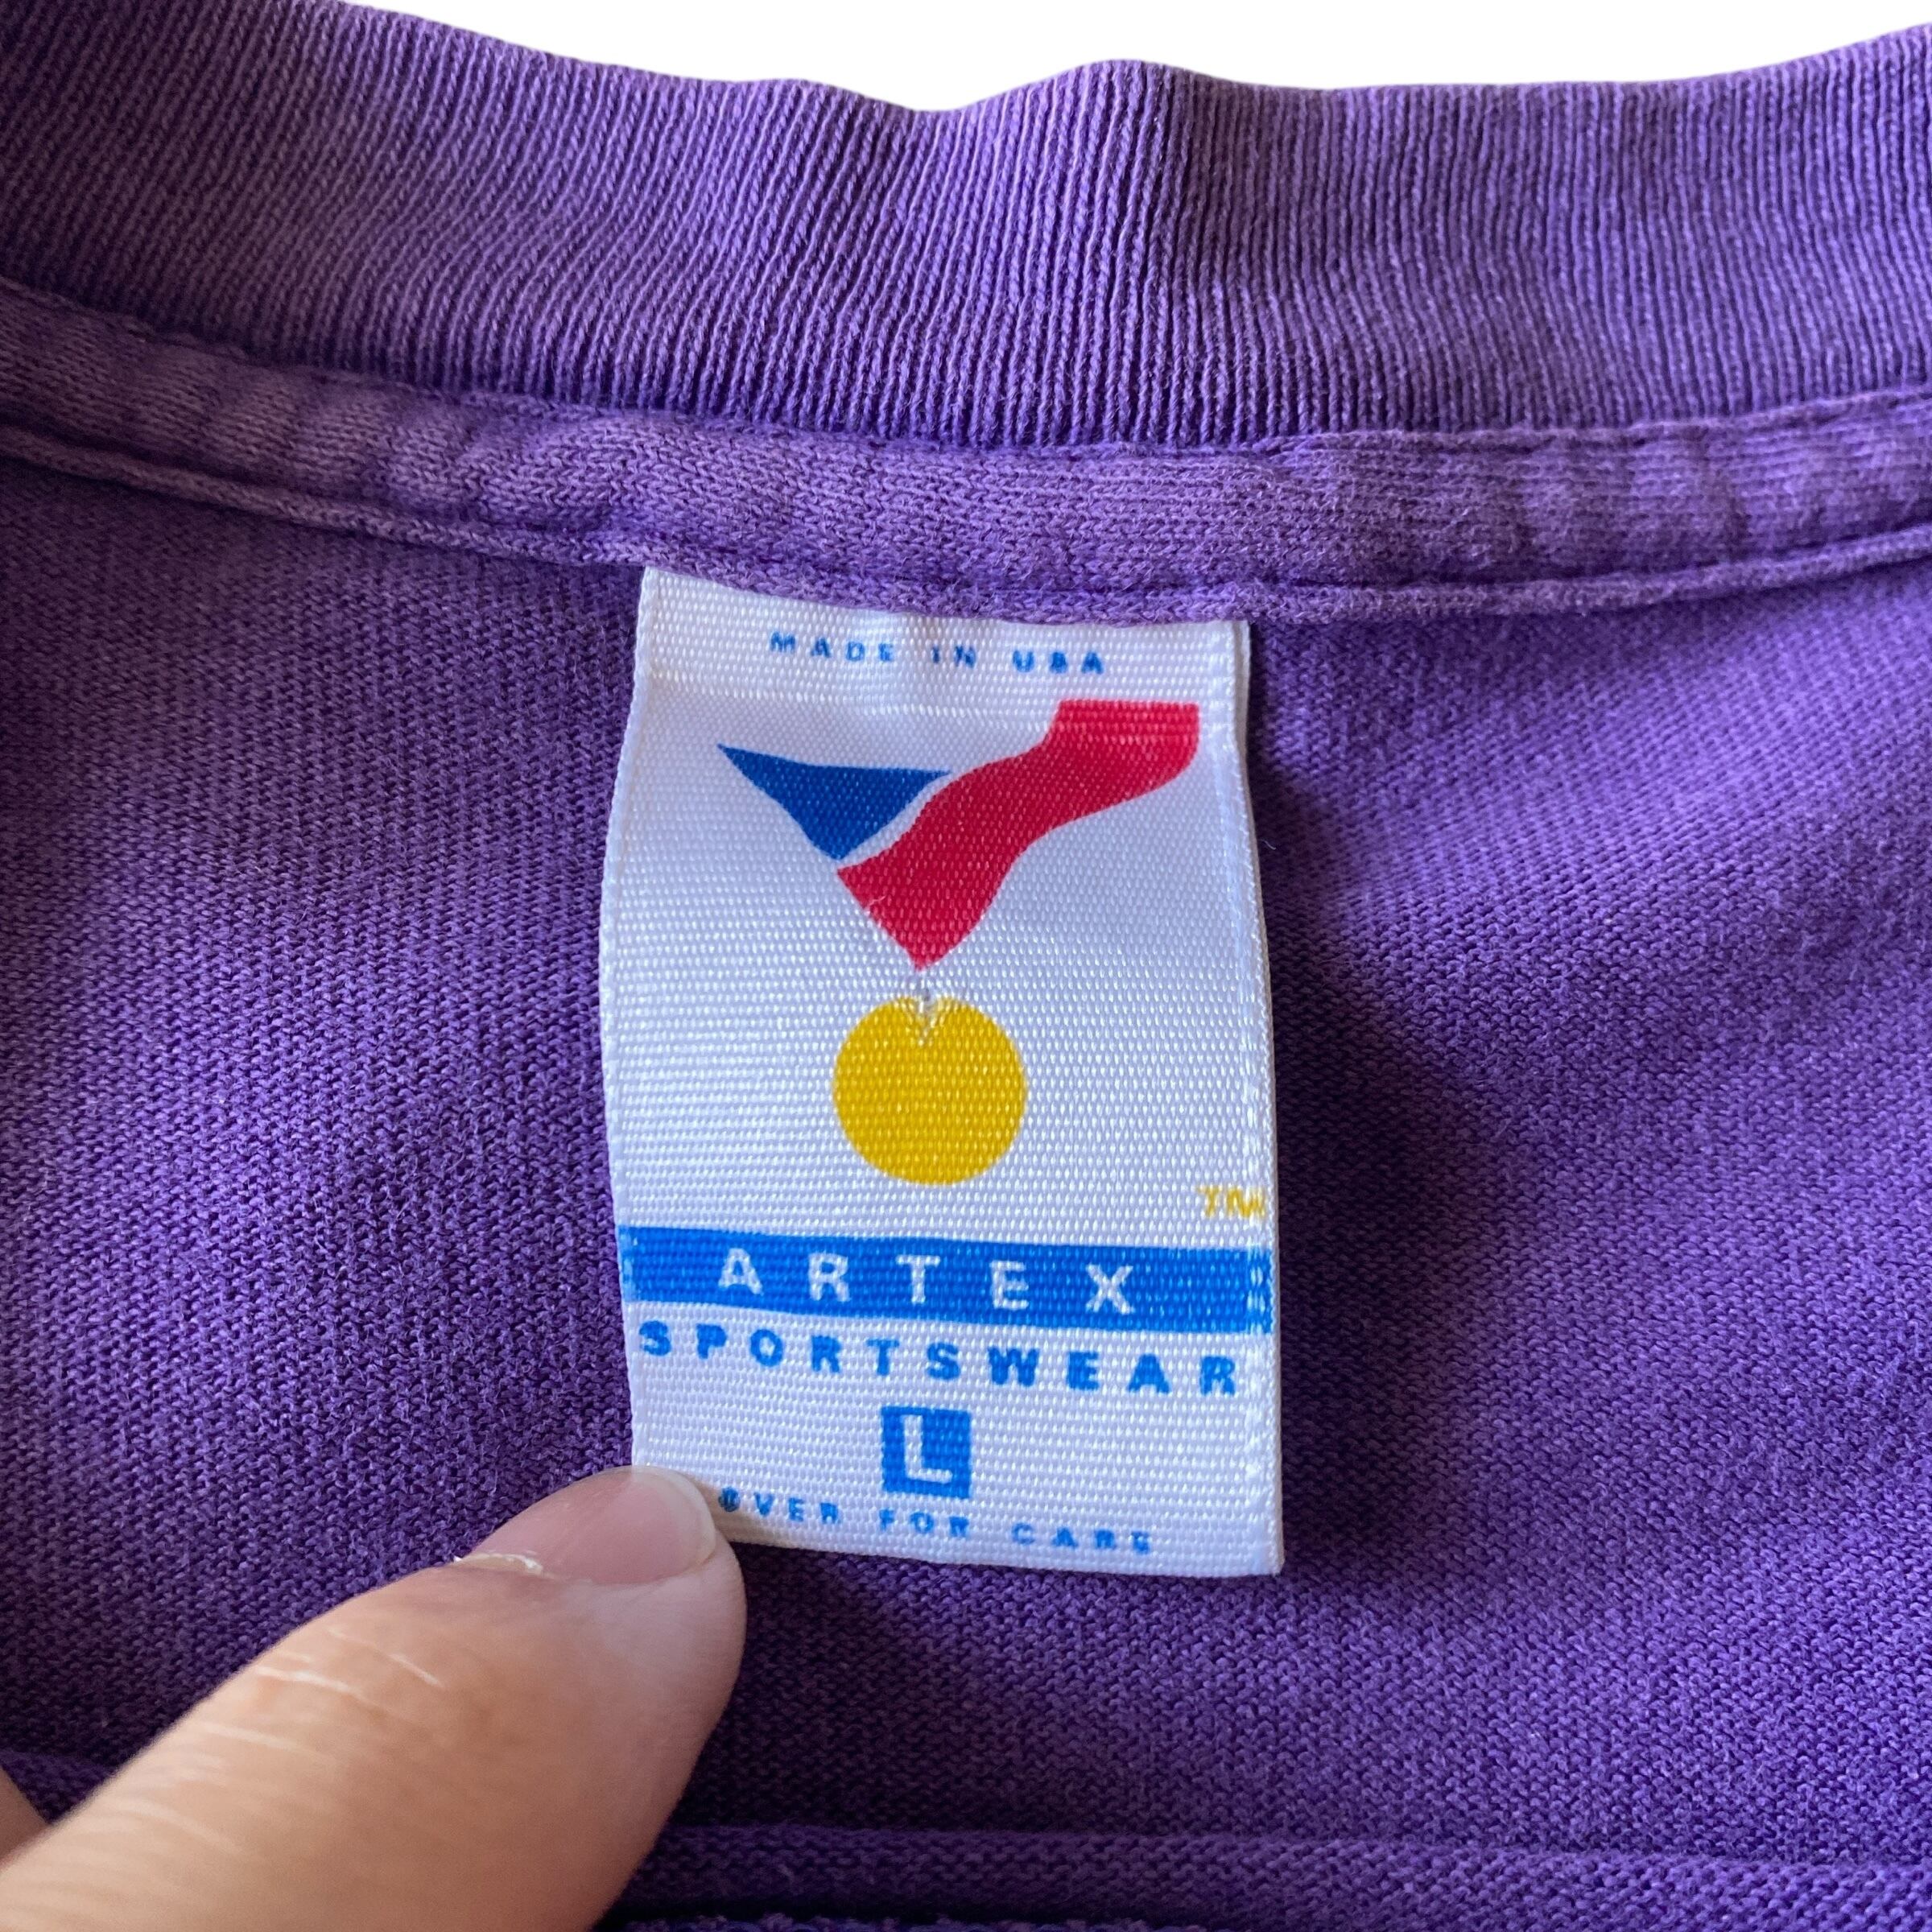 MADE IN USA
TM
ARTEX
SPORTSWEAR
L
OVER FOR CARE